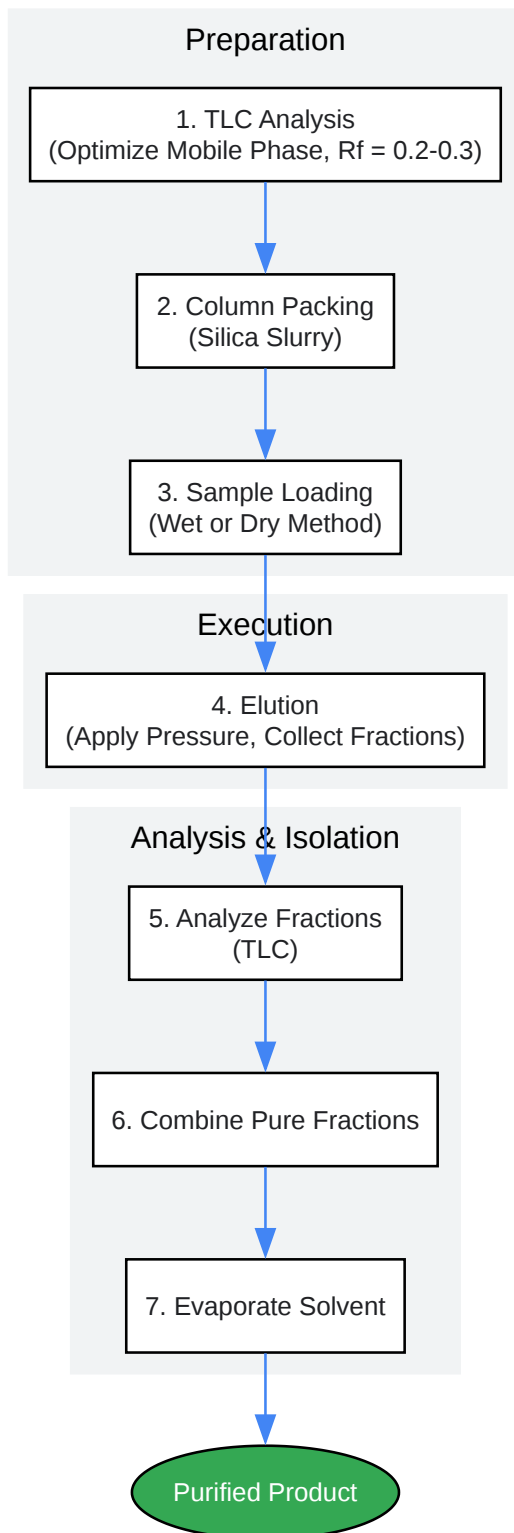 Preparation
1. TLC Analysis
(Optimize Mobile Phase, Rf = 0.2-0.3)
2. Column Packing
(Silica Slurry)
3. Sample Loading
(Wet or Dry Method)
Execution
4. Elution
(Apply Pressure, Collect Fractions)
Analysis & Isolation
5. Analyze Fractions
(TLC)
6. Combine Pure Fractions
7. Evaporate Solvent
Purified Product